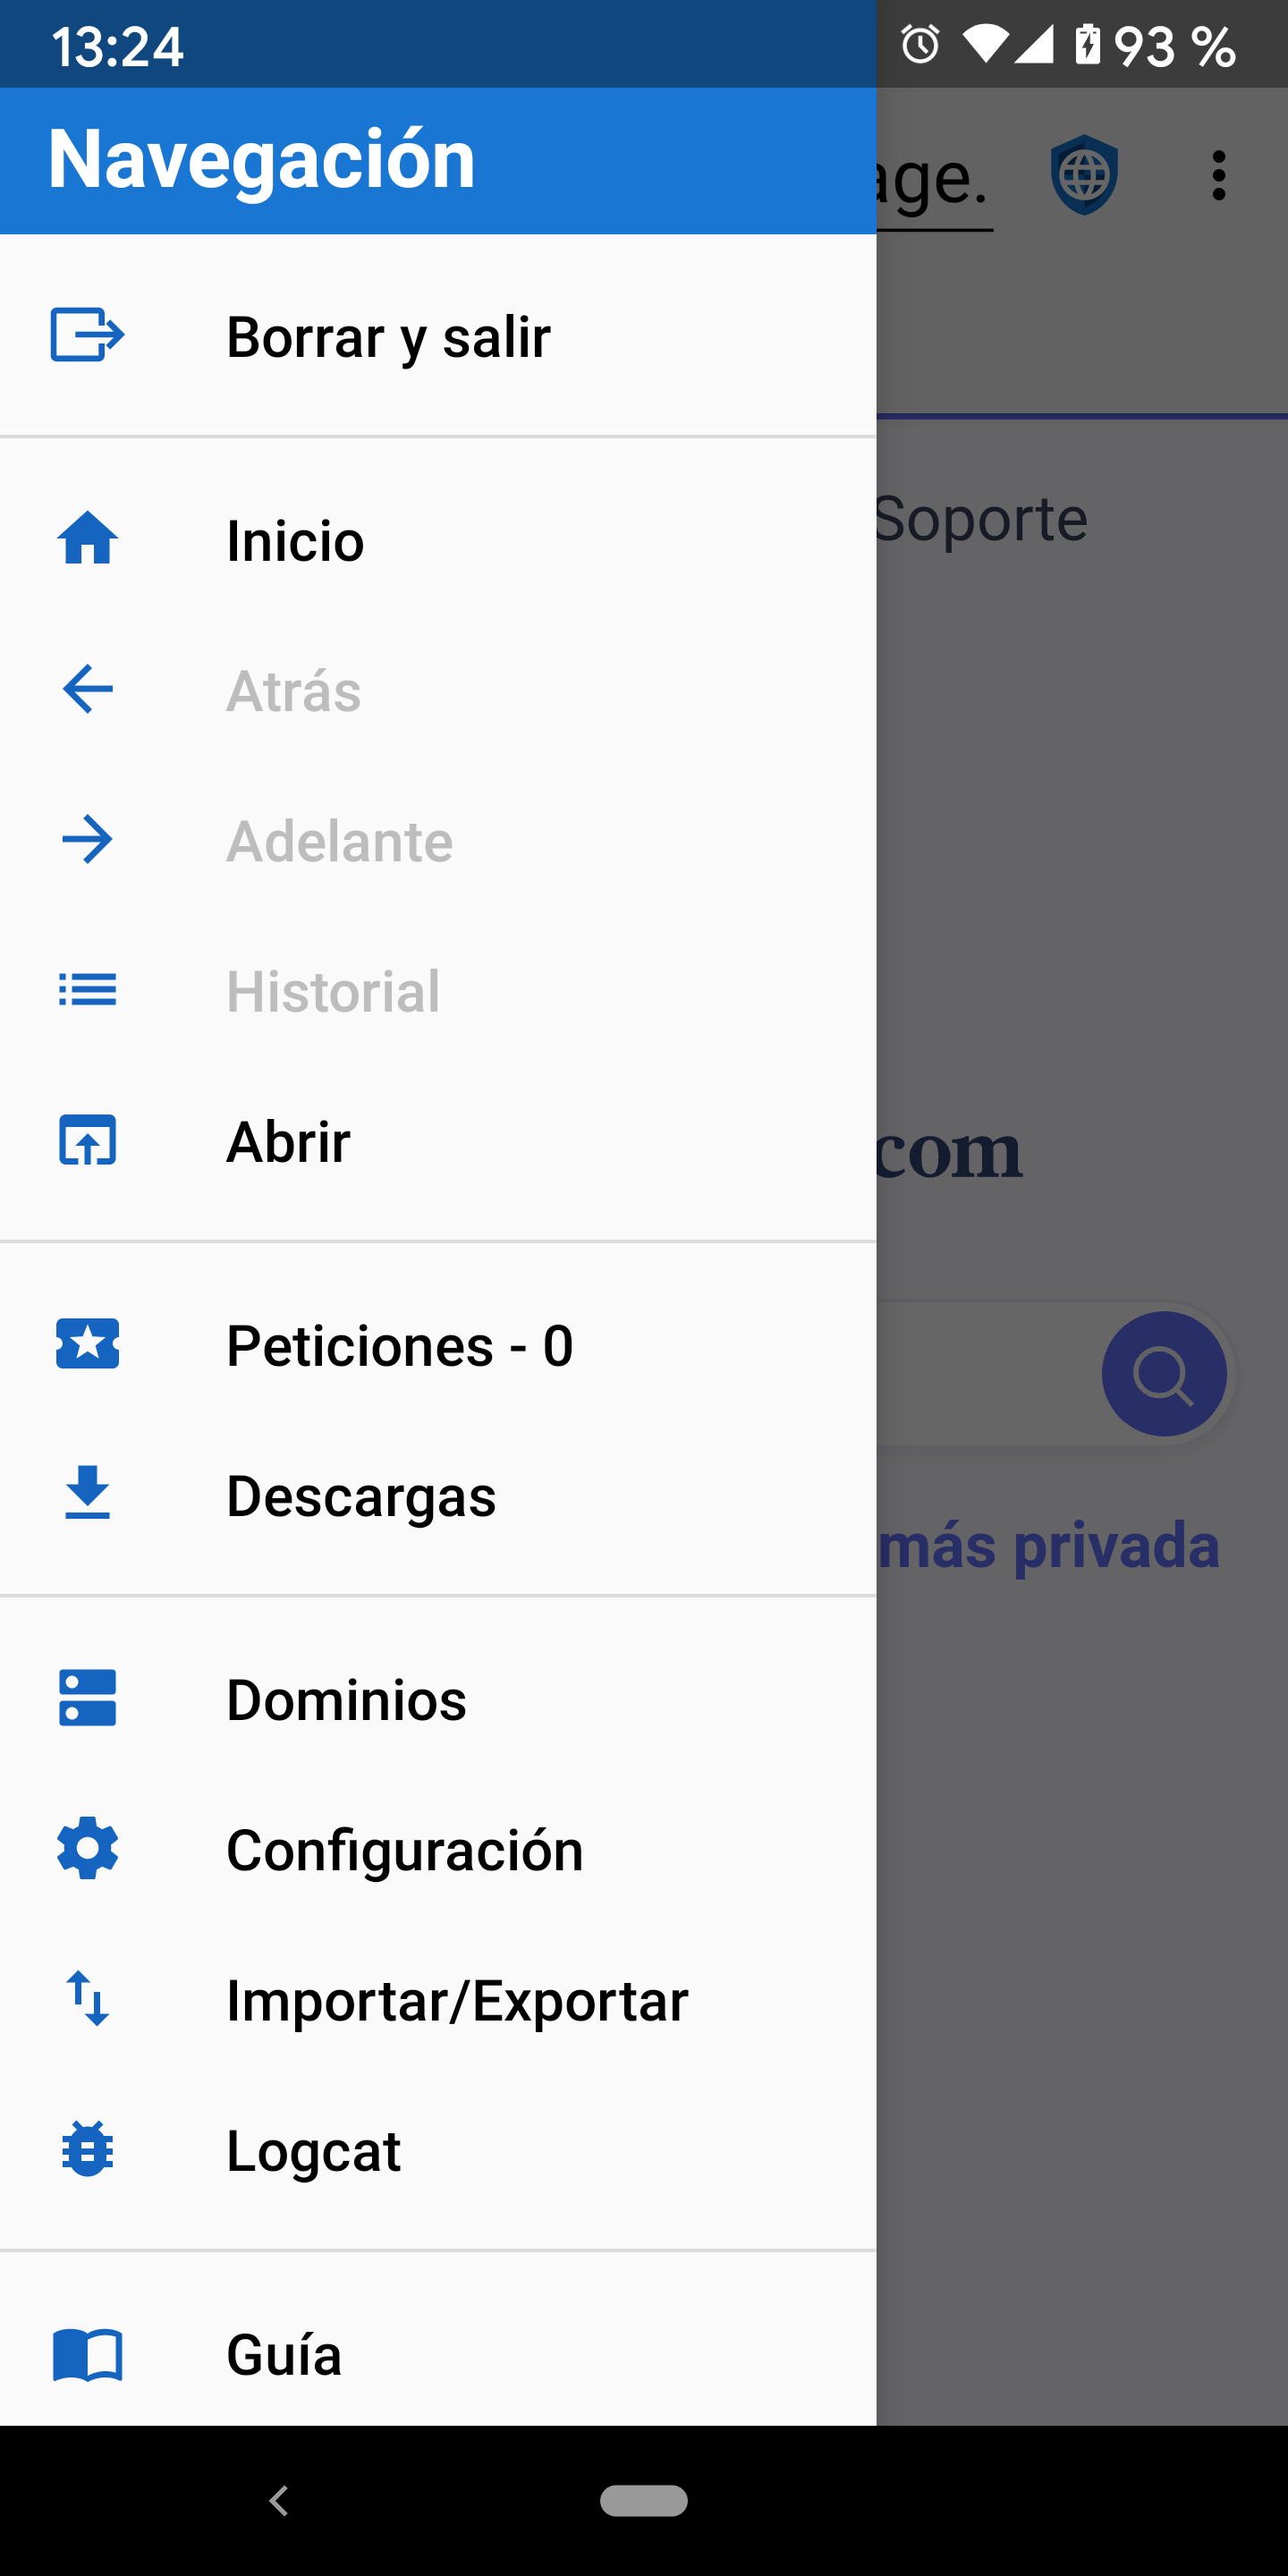 13:24
93 %
Navegación
age.
Borrar y salir
Inicio
Soporte
Atrás
Adelante
Historial
Abrir
com
Peticiones - 0
Descargas
más privada
Dominios
Configuración
Importar/Exportar
Logcat
Guía